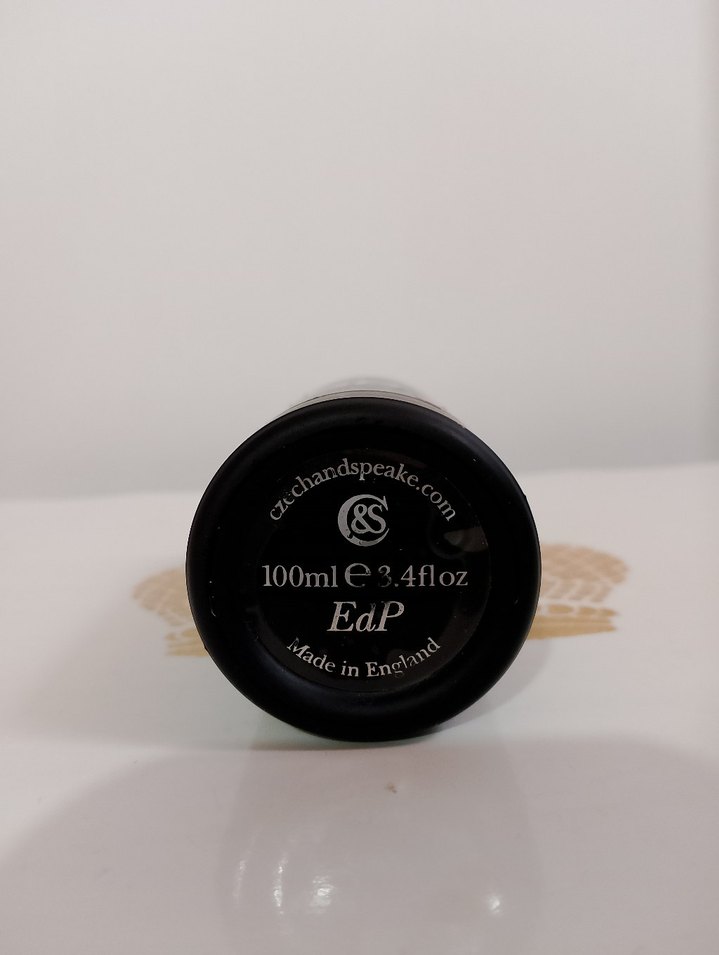 czechandspeake.com
C&S
100ml ℮ 3.4fl oz
EdP
Made in England